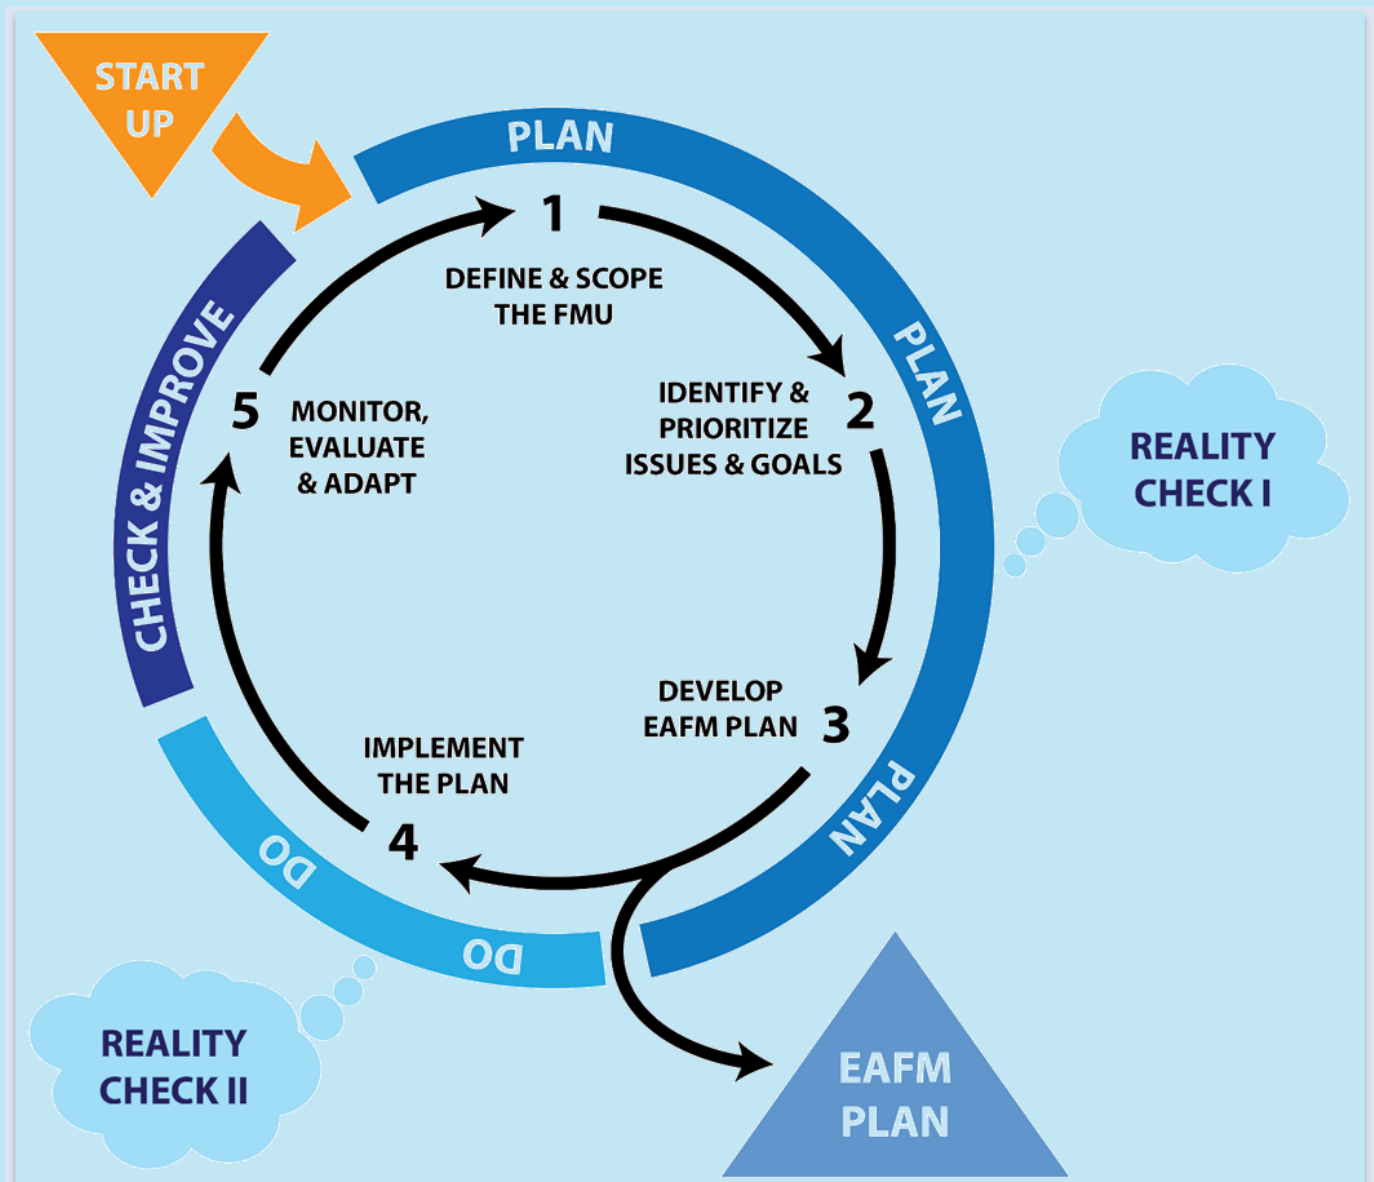 START
UP
PLAN
1
DEFINE & SCOPE
THE FMU
PLAN
IDENTIFY &
PRIORITIZE
ISSUES & GOALS
2
REALITY
CHECK I
DEVELOP
EAFM PLAN
3
PLAN
EAFM
PLAN
IMPLEMENT
THE PLAN
4
DO
DO
REALITY
CHECK II
CHECK & IMPROVE
5
MONITOR,
EVALUATE
& ADAPT